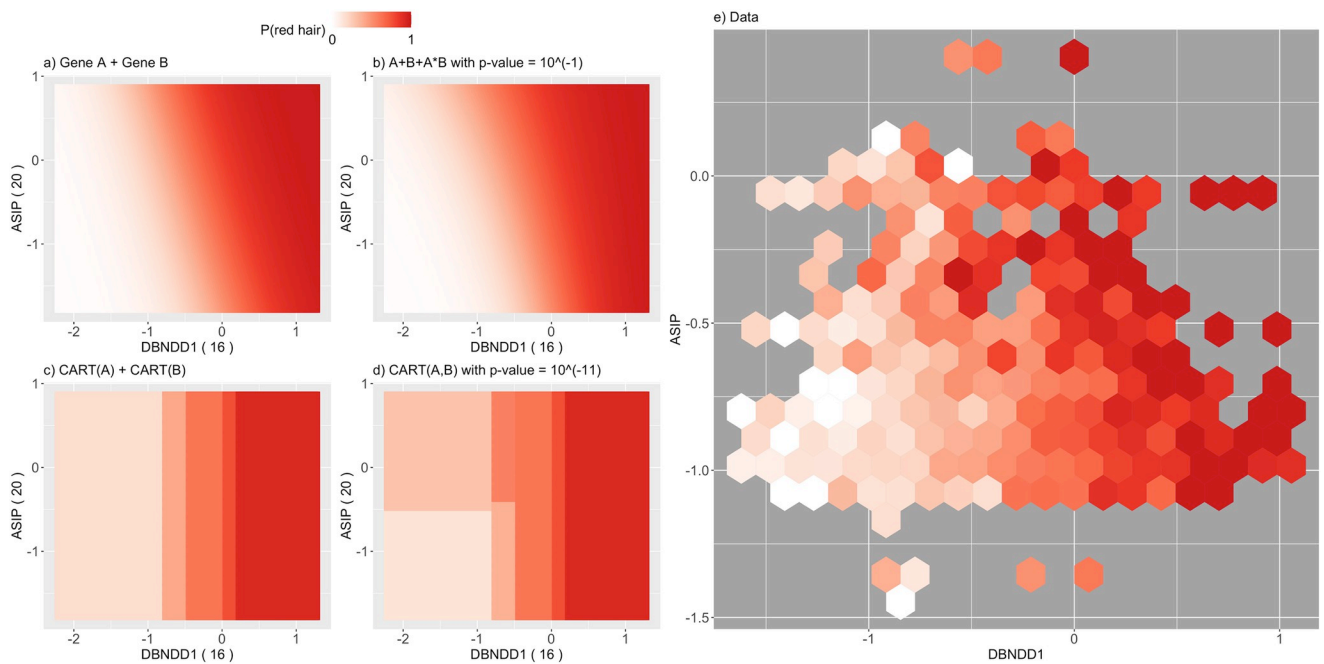 P(red hair)
0 1
a) Gene A + Gene B
ASIP ( 20 )
1
0
-1
-2 -1 0 1
DBNDD1 ( 16 )
b) A+B+A*B with p-value = 10^(-1)
ASIP ( 20 )
1
0
-1
-2 -1 0 1
DBNDD1 ( 16 )
c) CART(A) + CART(B)
ASIP ( 20 )
1
0
-1
-2 -1 0 1
DBNDD1 ( 16 )
d) CART(A,B) with p-value = 10^(-11)
ASIP ( 20 )
1
0
-1
-2 -1 0 1
DBNDD1 ( 16 )
e) Data
ASIP
0.0
-0.5
-1.0
-1.5
-1 0 1
DBNDD1